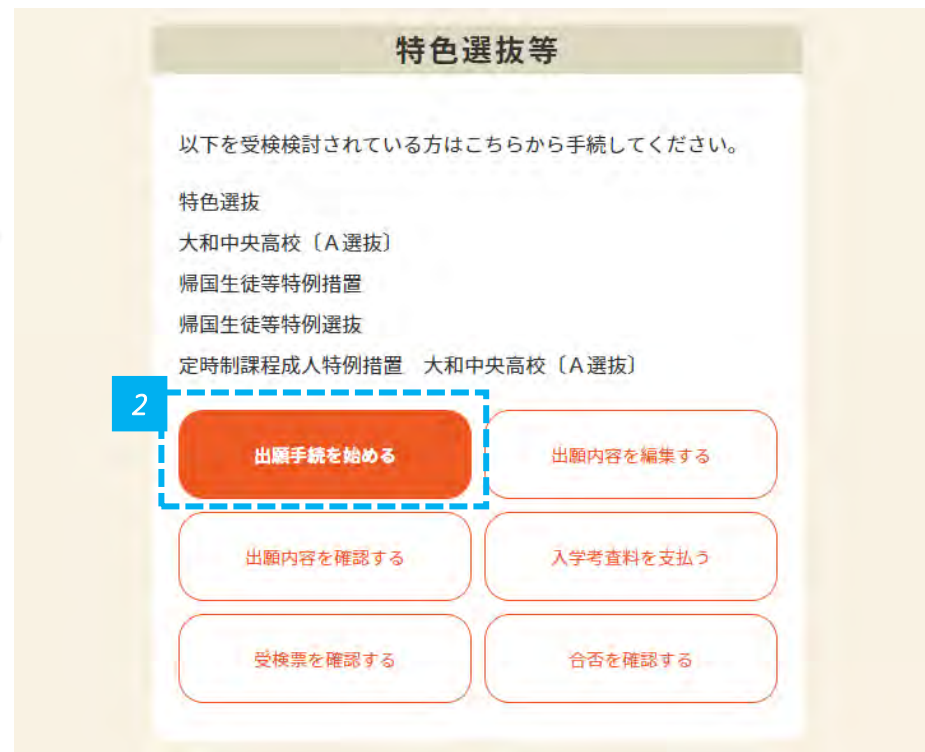 特色選抜等
以下を受検検討されている方はこちらから手続してください。
特色選抜
大和中央高校〔A選抜〕
帰国生徒等特例措置
帰国生徒等特例選抜
定時制課程成人特例措置　大和中央高校〔A選抜〕
2
出願手続を始める
出願内容を編集する
出願内容を確認する
入学考査料を支払う
受検票を確認する
合否を確認する